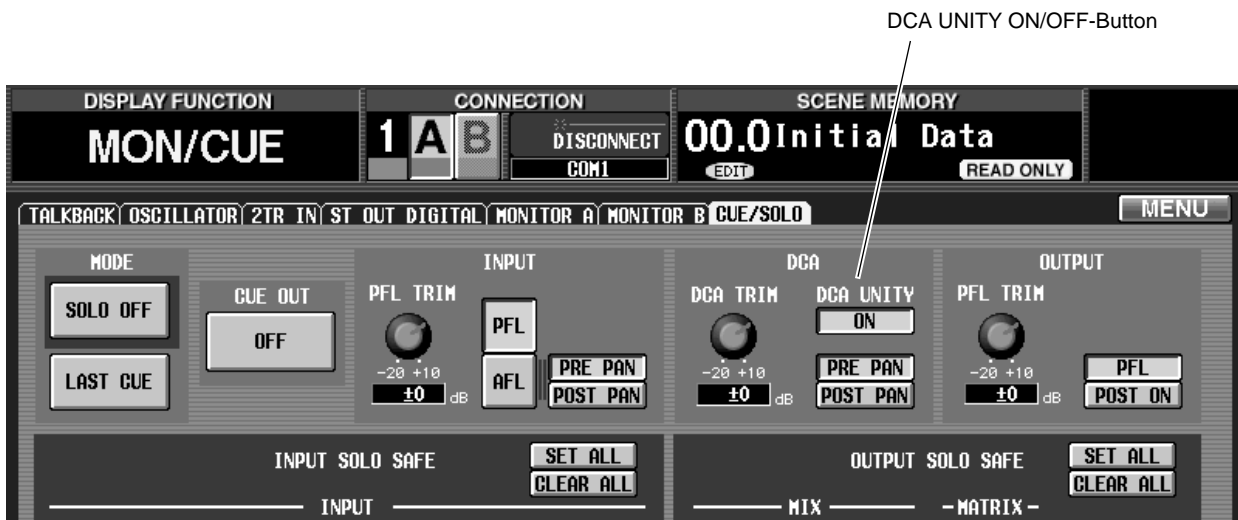 DCA UNITY ON/OFF-Button
DISPLAY FUNCTION
CONNECTION
SCENE MEMORY
MON/CUE
1 A B
DISCONNECT
COM1
00.0 Initial Data
EDIT
READ ONLY
TALKBACK OSCILLATOR 2TR IN ST OUT DIGITAL MONITOR A MONITOR B CUE/SOLO
MENU
MODE
SOLO OFF
LAST CUE
CUE OUT
OFF
INPUT
PFL TRIM
-20 +10
±0 dB
PFL
AFL
PRE PAN
POST PAN
DCA
DCA TRIM
-20 +10
±0 dB
DCA UNITY
ON
PRE PAN
POST PAN
OUTPUT
PFL TRIM
-20 +10
±0 dB
PFL
POST ON
INPUT SOLO SAFE
SET ALL
CLEAR ALL
INPUT
OUTPUT SOLO SAFE
SET ALL
CLEAR ALL
MIX
MATRIX